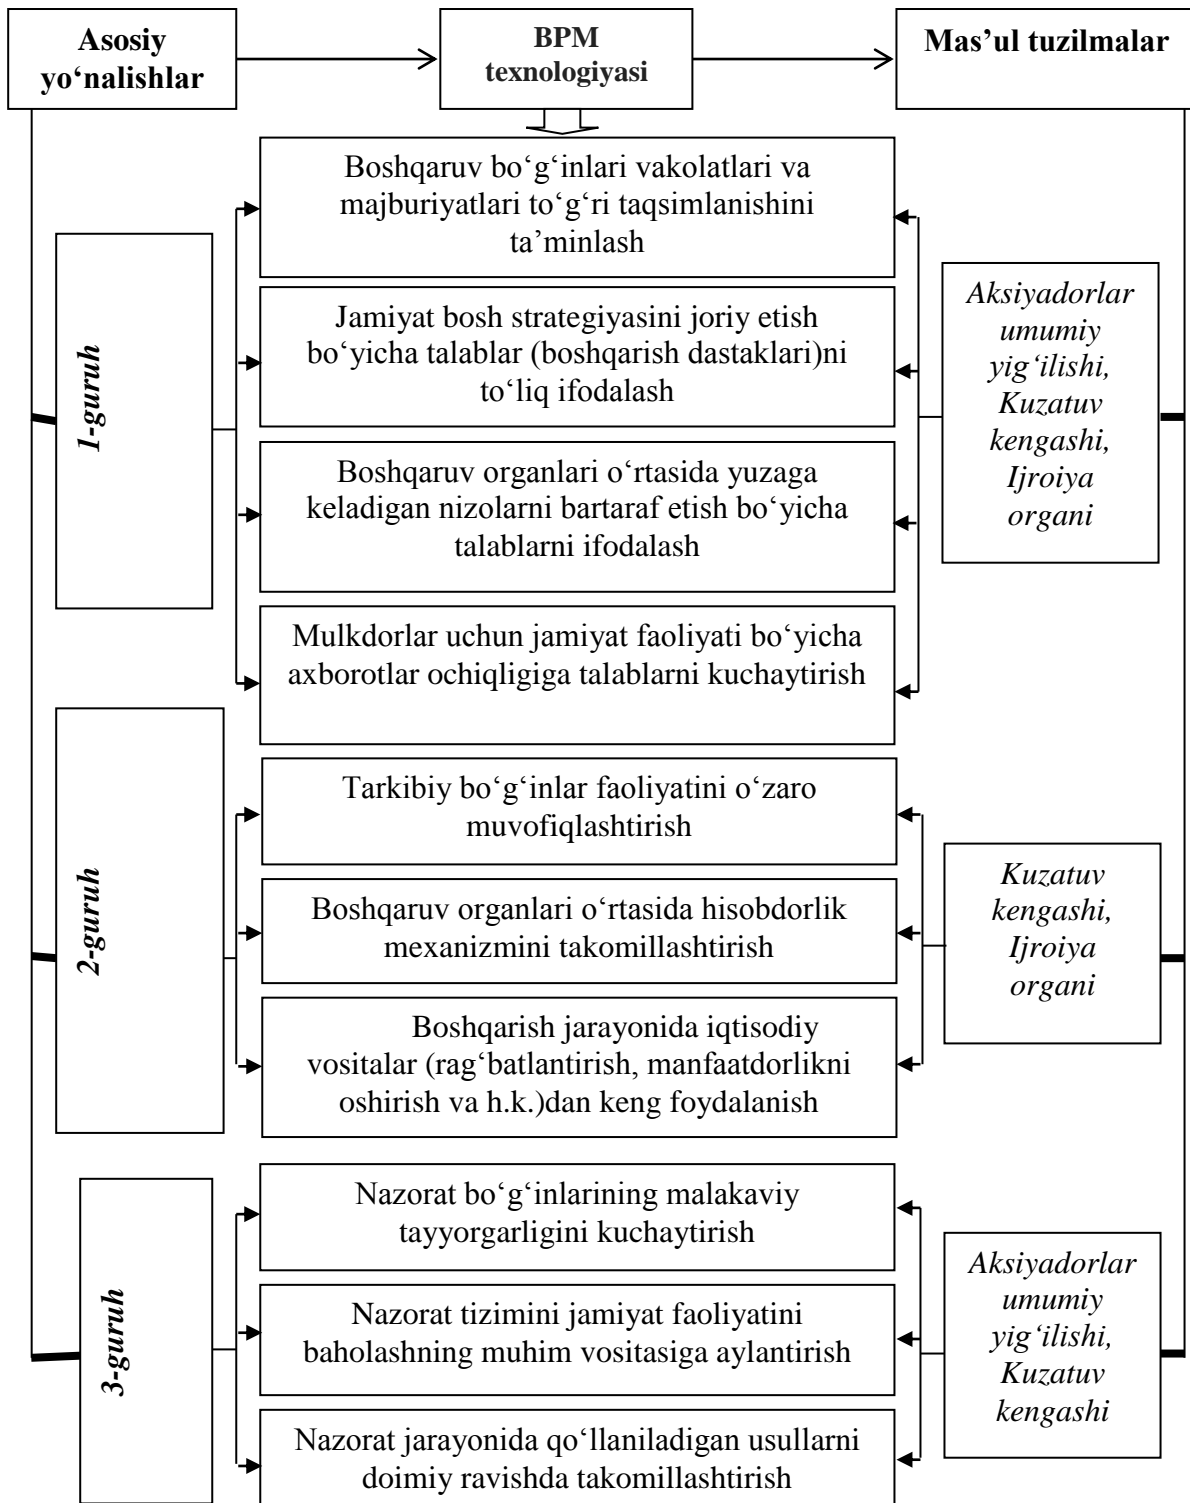 Asosiy
yo‘nalishlar
BPM
texnologiyasi
Mas’ul tuzilmalar
1-guruh
Boshqaruv bo‘g‘inlari vakolatlari va
majburiyatlari to‘g‘ri taqsimlanishini
ta’minlash
Jamiyat bosh strategiyasini joriy etish
bo‘yicha talablar (boshqarish dastaklari)ni
to‘liq ifodalash
Boshqaruv organlari o‘rtasida yuzaga
keladigan nizolarni bartaraf etish bo‘yicha
talablarni ifodalash
Mulkdorlar uchun jamiyat faoliyati bo‘yicha
axborotlar ochiqligiga talablarni kuchaytirish
Aksiyadorlar
umumiy
yig‘ilishi,
Kuzatuv
kengashi,
Ijroiya
organi
2-guruh
Tarkibiy bo‘g‘inlar faoliyatini o‘zaro
muvofiqlashtirish
Boshqaruv organlari o‘rtasida hisobdorlik
mexanizmini takomillashtirish
Boshqarish jarayonida iqtisodiy
vositalar (rag‘batlantirish, manfaatdorlikni
oshirish va h.k.)dan keng foydalanish
Kuzatuv
kengashi,
Ijroiya
organi
3-guruh
Nazorat bo‘g‘inlarining malakaviy
tayyorgarligini kuchaytirish
Nazorat tizimini jamiyat faoliyatini
baholashning muhim vositasiga aylantirish
Nazorat jarayonida qo‘llaniladigan usullarni
doimiy ravishda takomillashtirish
Aksiyadorlar
umumiy
yig‘ilishi,
Kuzatuv
kengashi